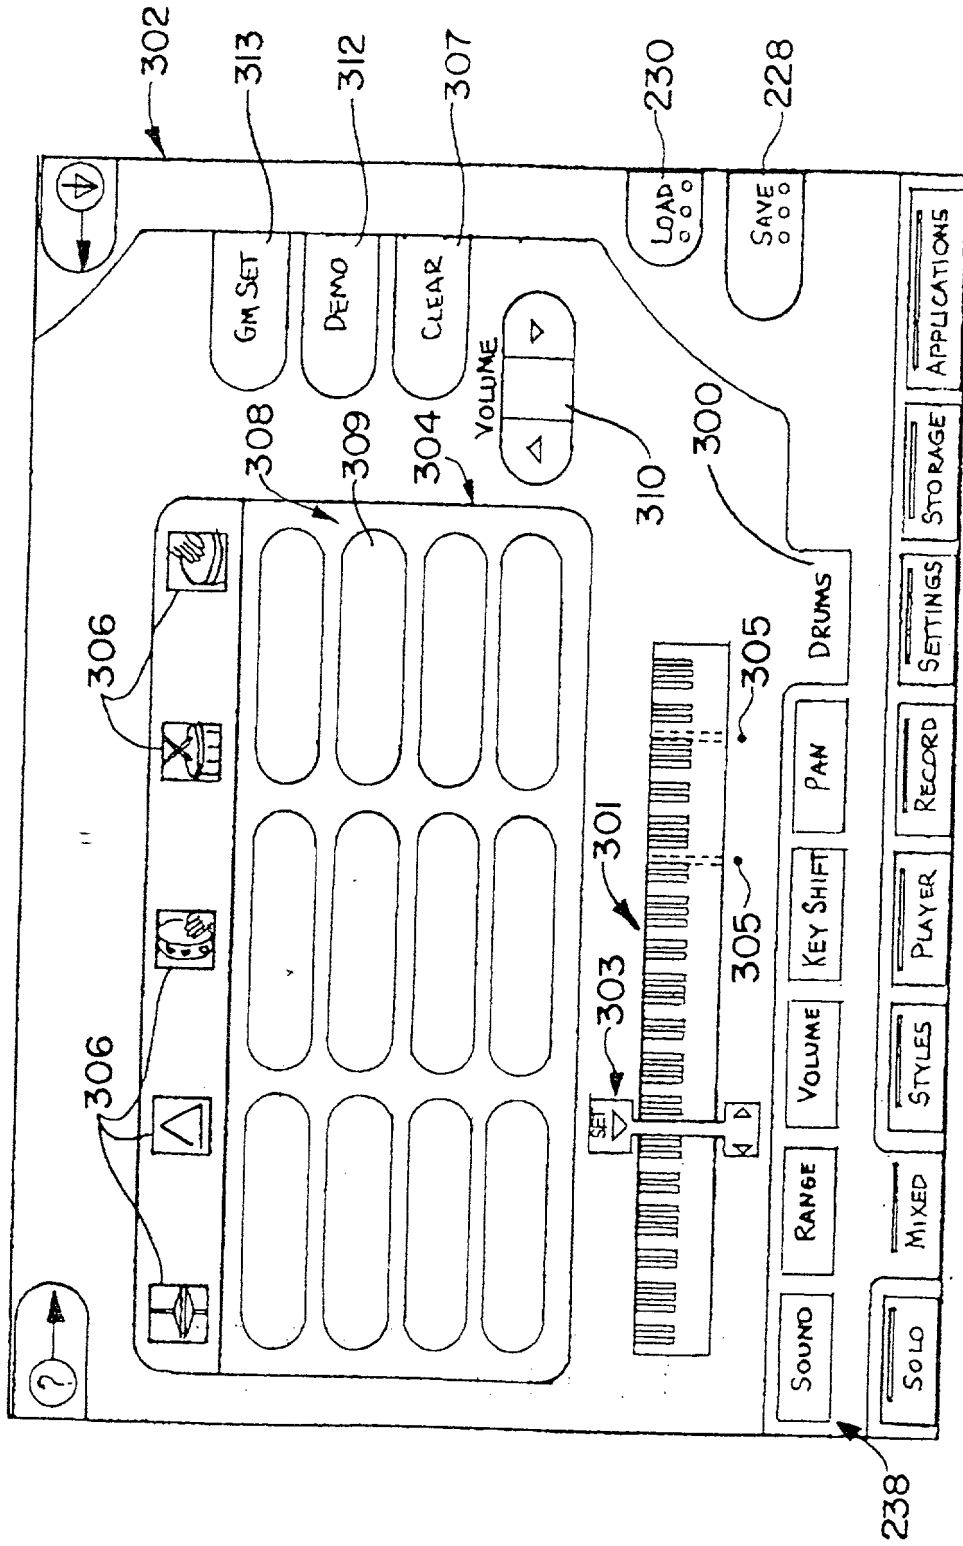 302
313
312
307
230
228
GM SET
DEMO
CLEAR
VOLUME
310
LOAD
SAVE
306
306
308
309
304
?
301
303
SET
305
305
300
SOUND
RANGE
VOLUME
KEY SHIFT
PAN
DRUMS
238
SOLO
MIXED
STYLES
PLAYER
RECORD
SETTINGS
STORAGE
APPLICATIONS